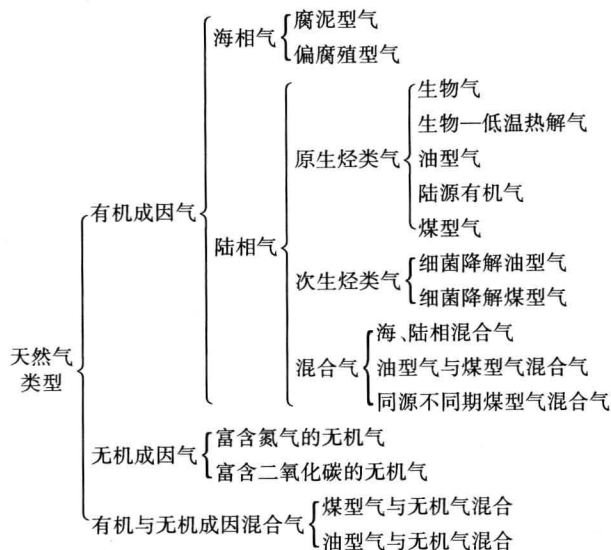 腐泥型气
海相气
偏腐殖型气
生物气
生物—低温热解气
原生烃类气
油型气
陆源有机气
有机成因气
煤型气
陆相气
细菌降解油型气
次生烃类气
细菌降解煤型气
海、陆相混合气
天然气
类型
混合气
油型气与煤型气混合气
同源不同期煤型气混合气
富含氮气的无机气
无机成因气
富含二氧化碳的无机气
煤型气与无机气混合
有机与无机成因混合气
油型气与无机气混合